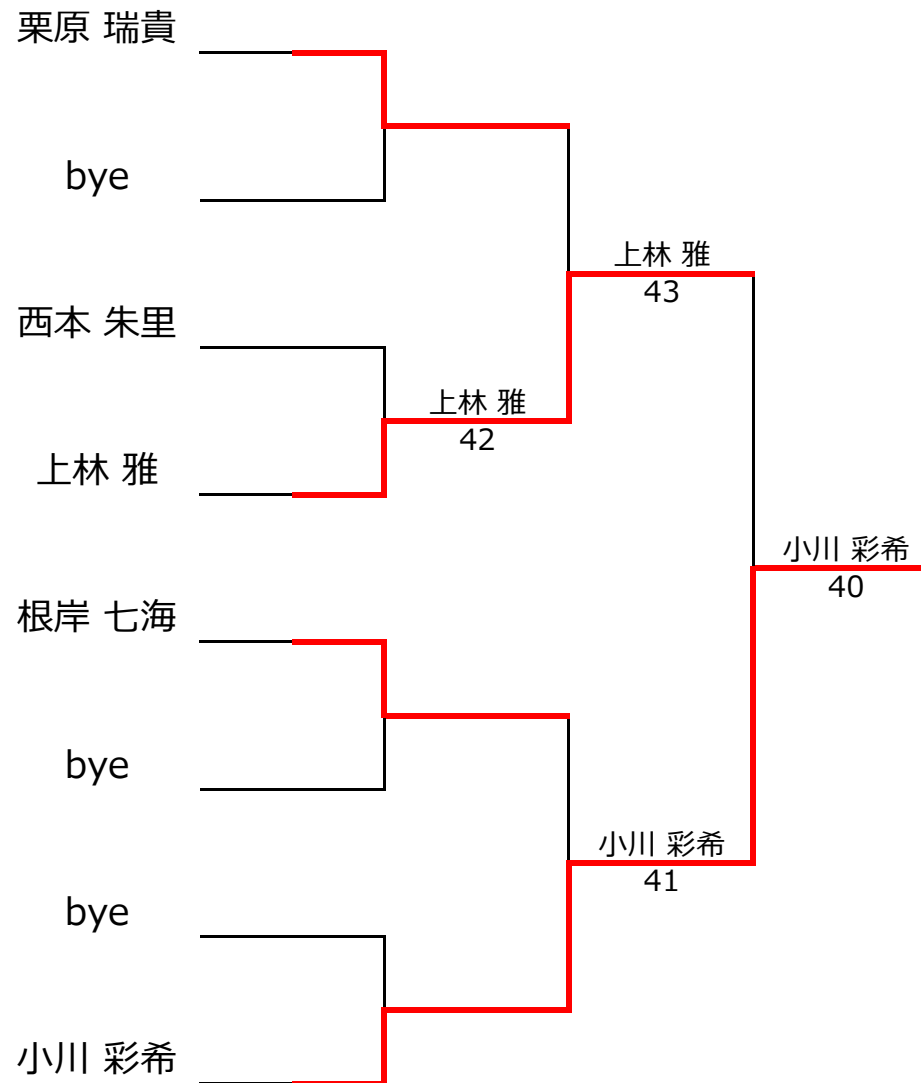 栗原 瑞貴
bye
西本 朱里
上林 雅
根岸 七海
bye
bye
小川 彩希
上林 雅
42
小川 彩希
41
上林 雅
43
小川 彩希
40